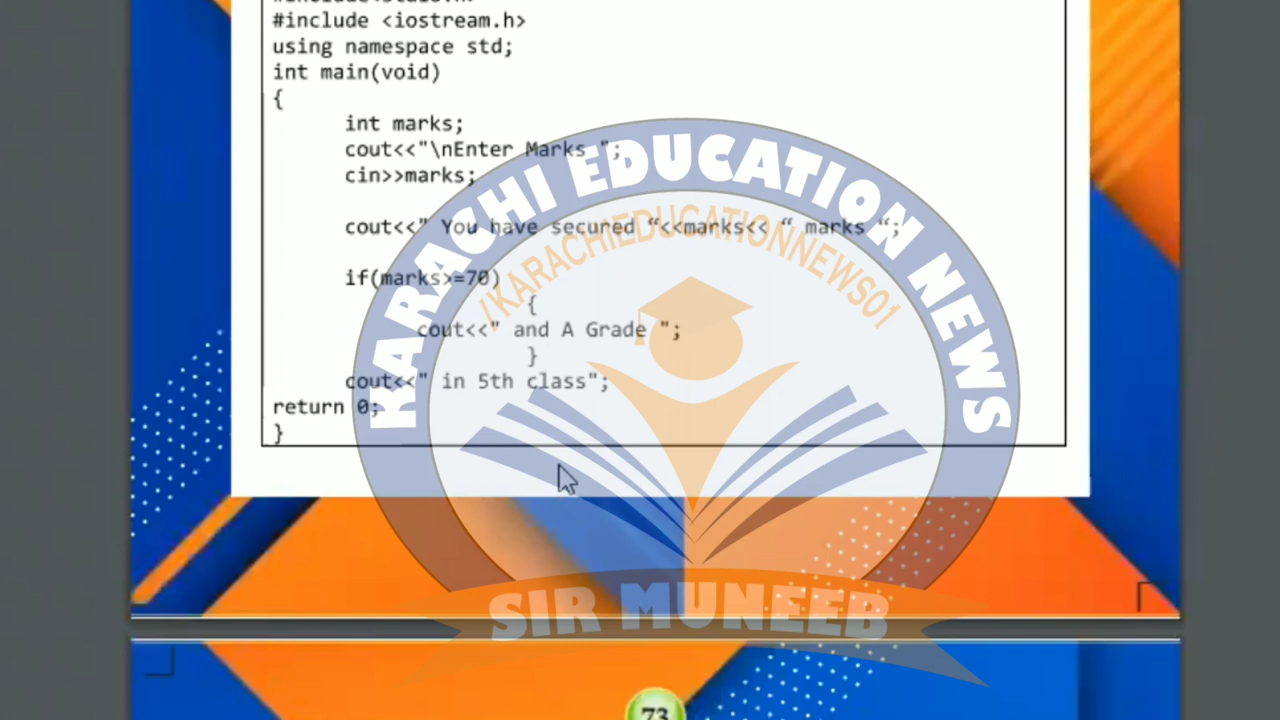 #include<stdio.h>
#include <iostream.h>
using namespace std;
int main(void)
{
int marks;
cout<<"\nEnter Marks ";
cin>>marks;
cout<<" You have secured “<<marks<< “ marks “;
if(marks>=70)
{
cout<<" and A Grade ";
}
cout<<" in 5th class";
return 0;
}
KARACHI EDUCATION NEWS
/KARACHIEDUCATIONNEWS01
SIR MUNEEB
73